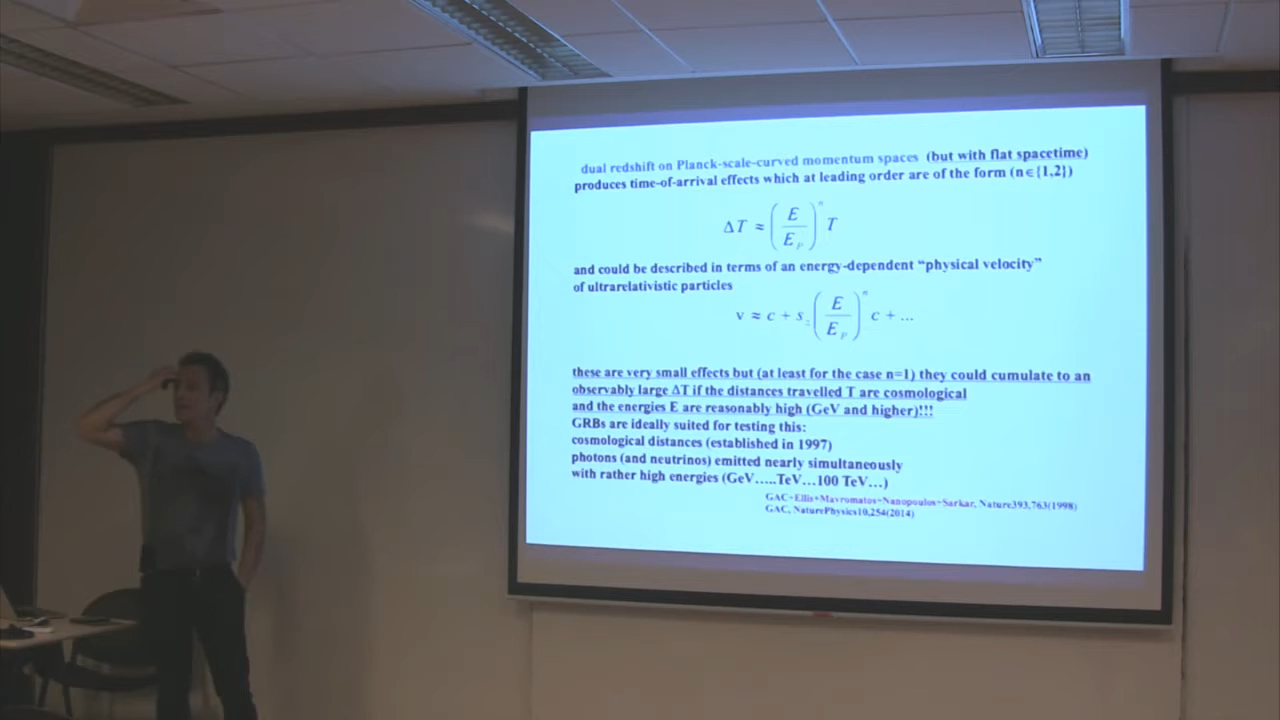 dual redshift on Planck-scale-curved momentum spaces (but with flat spacetime)
produces time-of-arrival effects which at leading order are of the form (n∈{1,2})
ΔT ≈ (E/E_P)^n T
and could be described in terms of an energy-dependent “physical velocity”
of ultrarelativistic particles
v ≈ c + s_± (E/E_P)^n c + ...
these are very small effects but (at least for the case n=1) they could cumulate to an
observably large ΔT if the distances travelled T are cosmological
and the energies E are reasonably high (GeV and higher)!!!
GRBs are ideally suited for testing this:
cosmological distances (established in 1997)
photons (and neutrinos) emitted nearly simultaneously
with rather high energies (GeV…..TeV…100 TeV…)
GAC+Ellis+Mavromatos+Nanopoulos+Sarkar, Nature393,763(1998)
GAC, NaturePhysics10,254(2014)